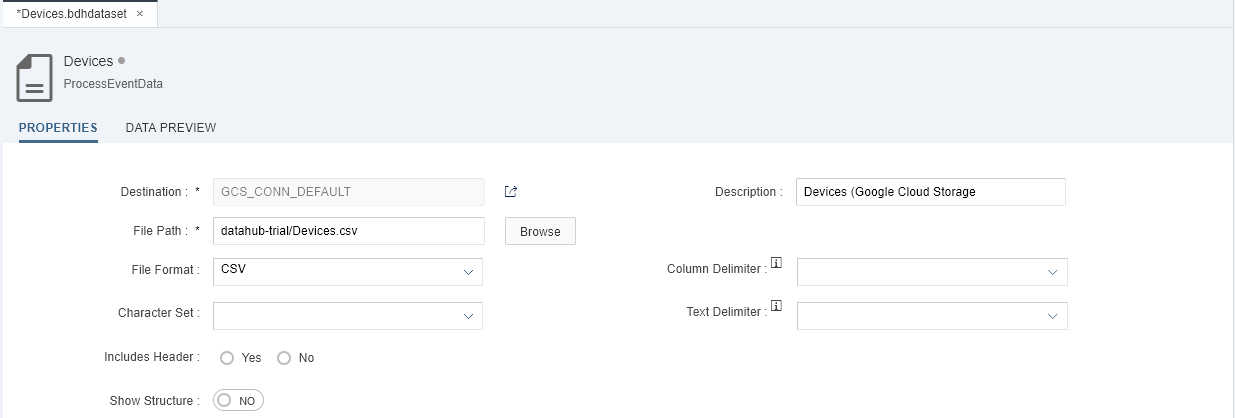 *Devices.bdhdataset ×
Devices
ProcessEventData
PROPERTIES DATA PREVIEW
Destination : * GCS_CONN_DEFAULT Description : Devices (Google Cloud Storage
File Path : * datahub-trial/Devices.csv Browse
File Format : CSV Column Delimiter : i
Character Set : Text Delimiter : i
Includes Header : Yes No
Show Structure : NO